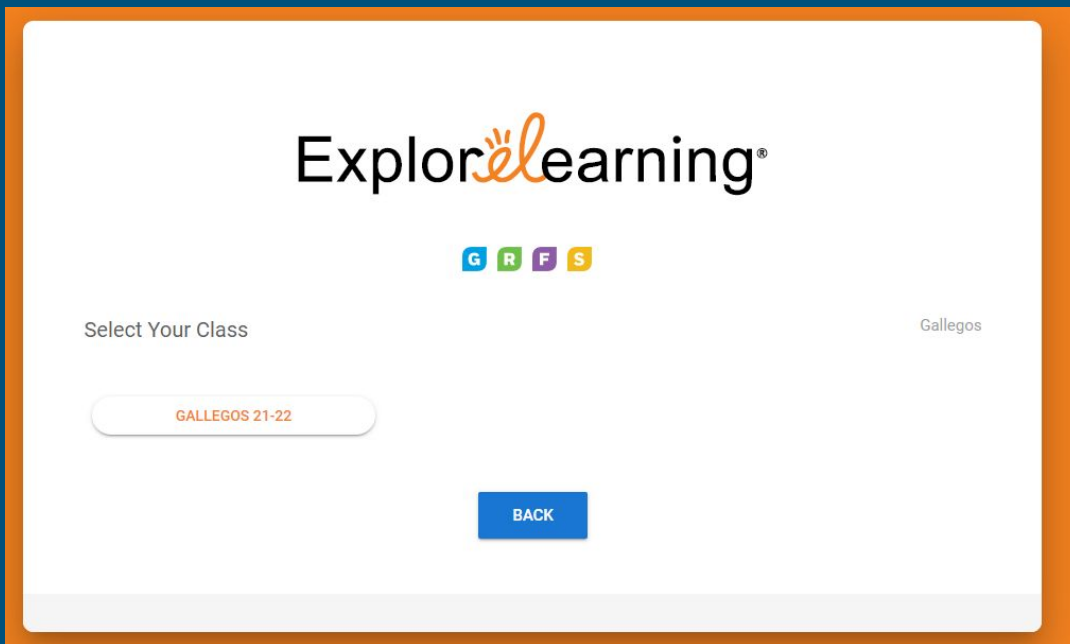 ExploreLearning®
G R F S
Select Your Class
Gallegos
GALLEGOS 21-22
BACK